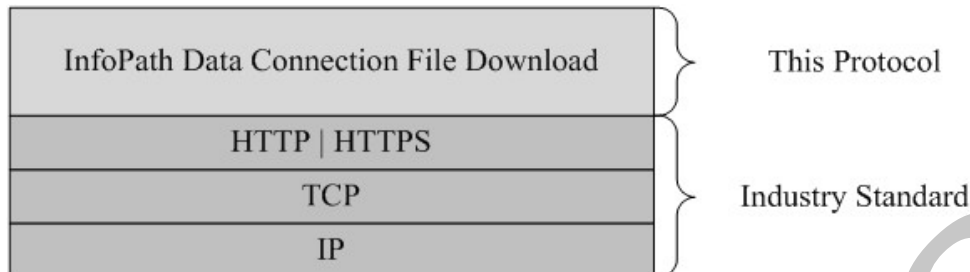 InfoPath Data Connection File Download
This Protocol
HTTP | HTTPS
TCP
Industry Standard
IP